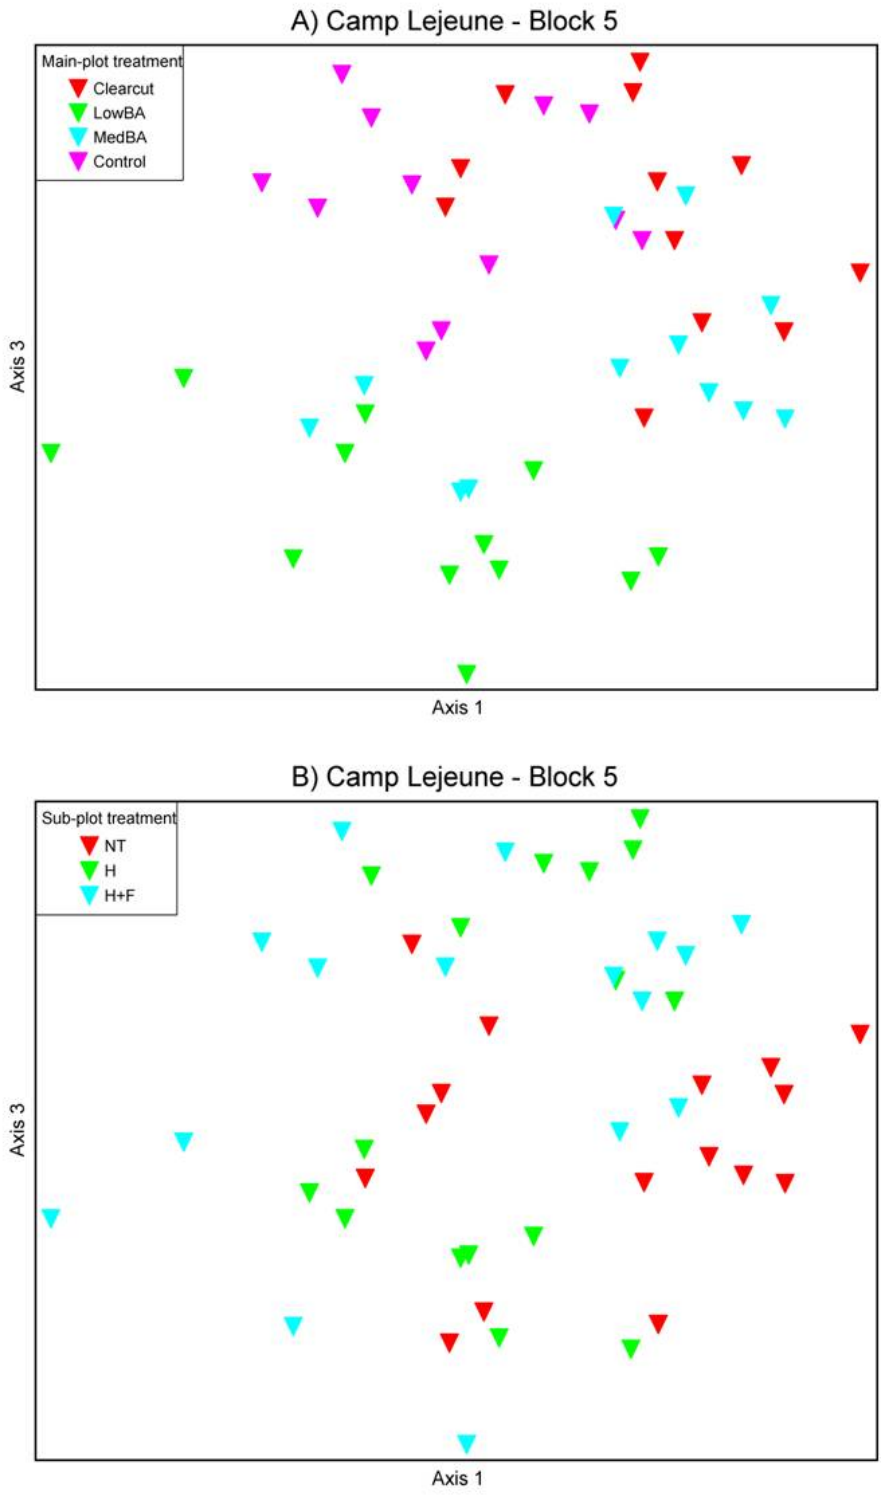 A) Camp Lejeune - Block 5
Main-plot treatment
Clearcut
LowBA
MedBA
Control
Axis 3
Axis 1
B) Camp Lejeune - Block 5
Sub-plot treatment
NT
H
H+F
Axis 3
Axis 1